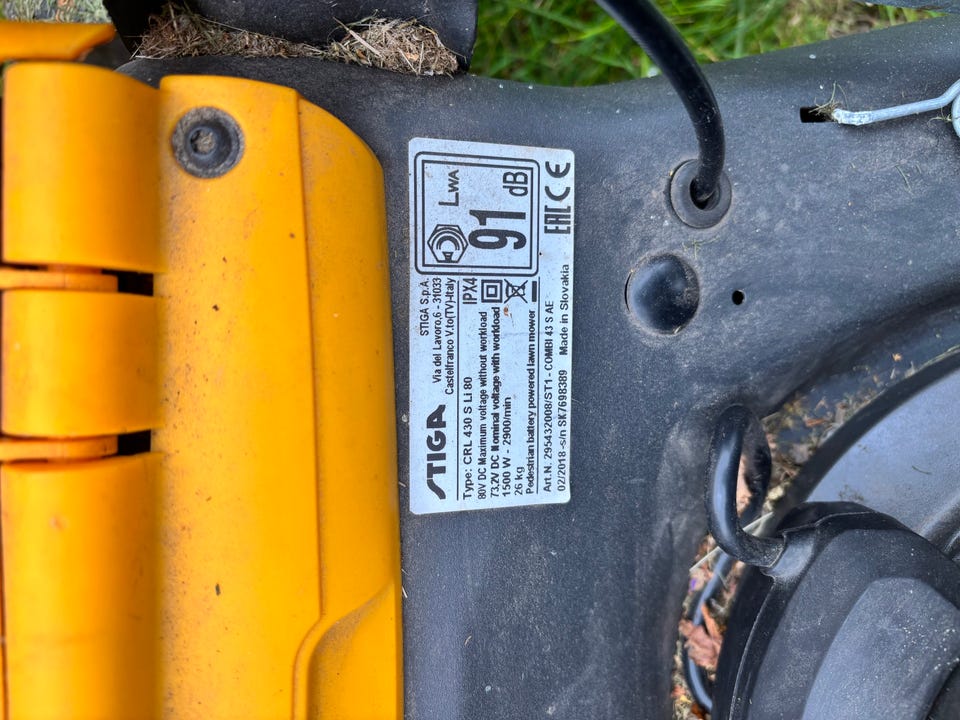 STIGA
STIGA S.p.A.
Via del Lavoro,6 - 31033
Castelfranco V.to(TV)-Italy
LWA
91 dB
Type: CRL 430 S Li 80
80V DC Maximum voltage without workload
73,2V DC Nominal voltage with workload
1500 W - 2900/min
26 kg
IPX4
Pedestrian battery powered lawn mower
Art.N. 295432008/ST1 - COMBI 43 S AE
02/2018 -s/n SK7698389 Made in Slovakia
EAC CE